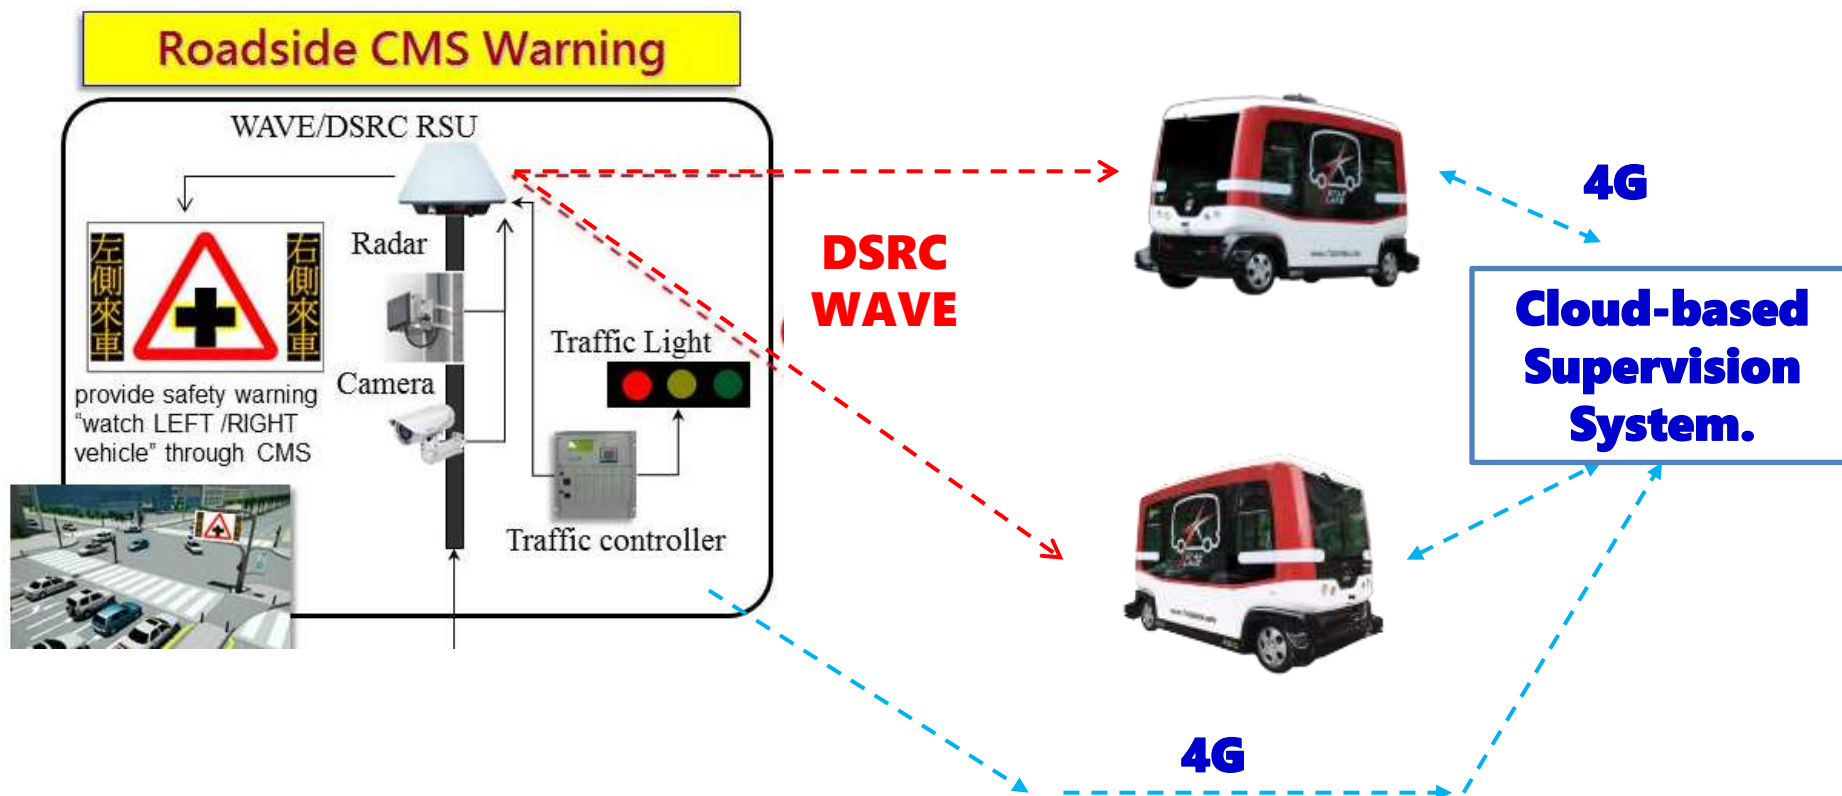 Roadside CMS Warning
WAVE/DSRC RSU
左側來車
右側來車
Radar
Camera
Traffic Light
Traffic controller
provide safety warning
“watch LEFT /RIGHT
vehicle” through CMS
DSRC
WAVE
4G
Cloud-based
Supervision
System.
4G